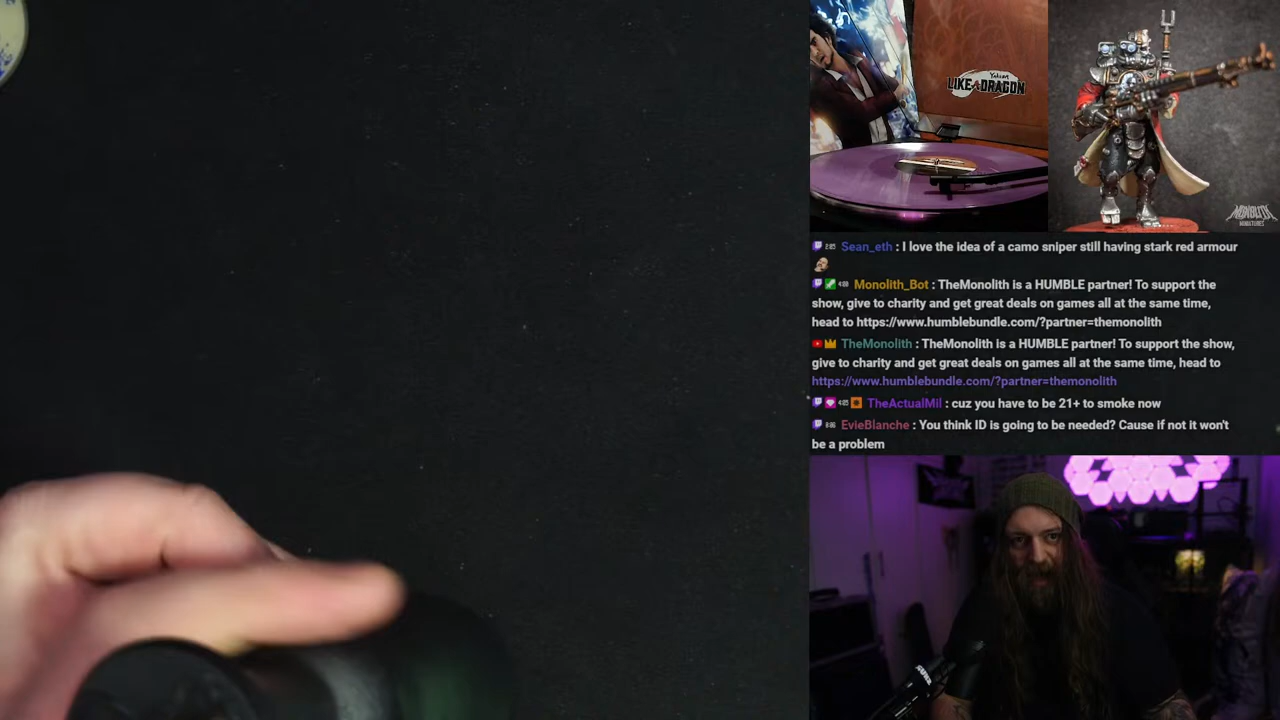 Yakuza
LIKE A DRAGON
MONOLITH
MINIATURES
Sean_eth : I love the idea of a camo sniper still having stark red armour
Monolith_Bot : TheMonolith is a HUMBLE partner! To support the
show, give to charity and get great deals on games all at the same time,
head to https://www.humblebundle.com/?partner=themonolith
TheMonolith : TheMonolith is a HUMBLE partner! To support the show,
give to charity and get great deals on games all at the same time, head to
https://www.humblebundle.com/?partner=themonolith
TheActualMil : cuz you have to be 21+ to smoke now
EvieBlanche : You think ID is going to be needed? Cause if not it won't
be a problem